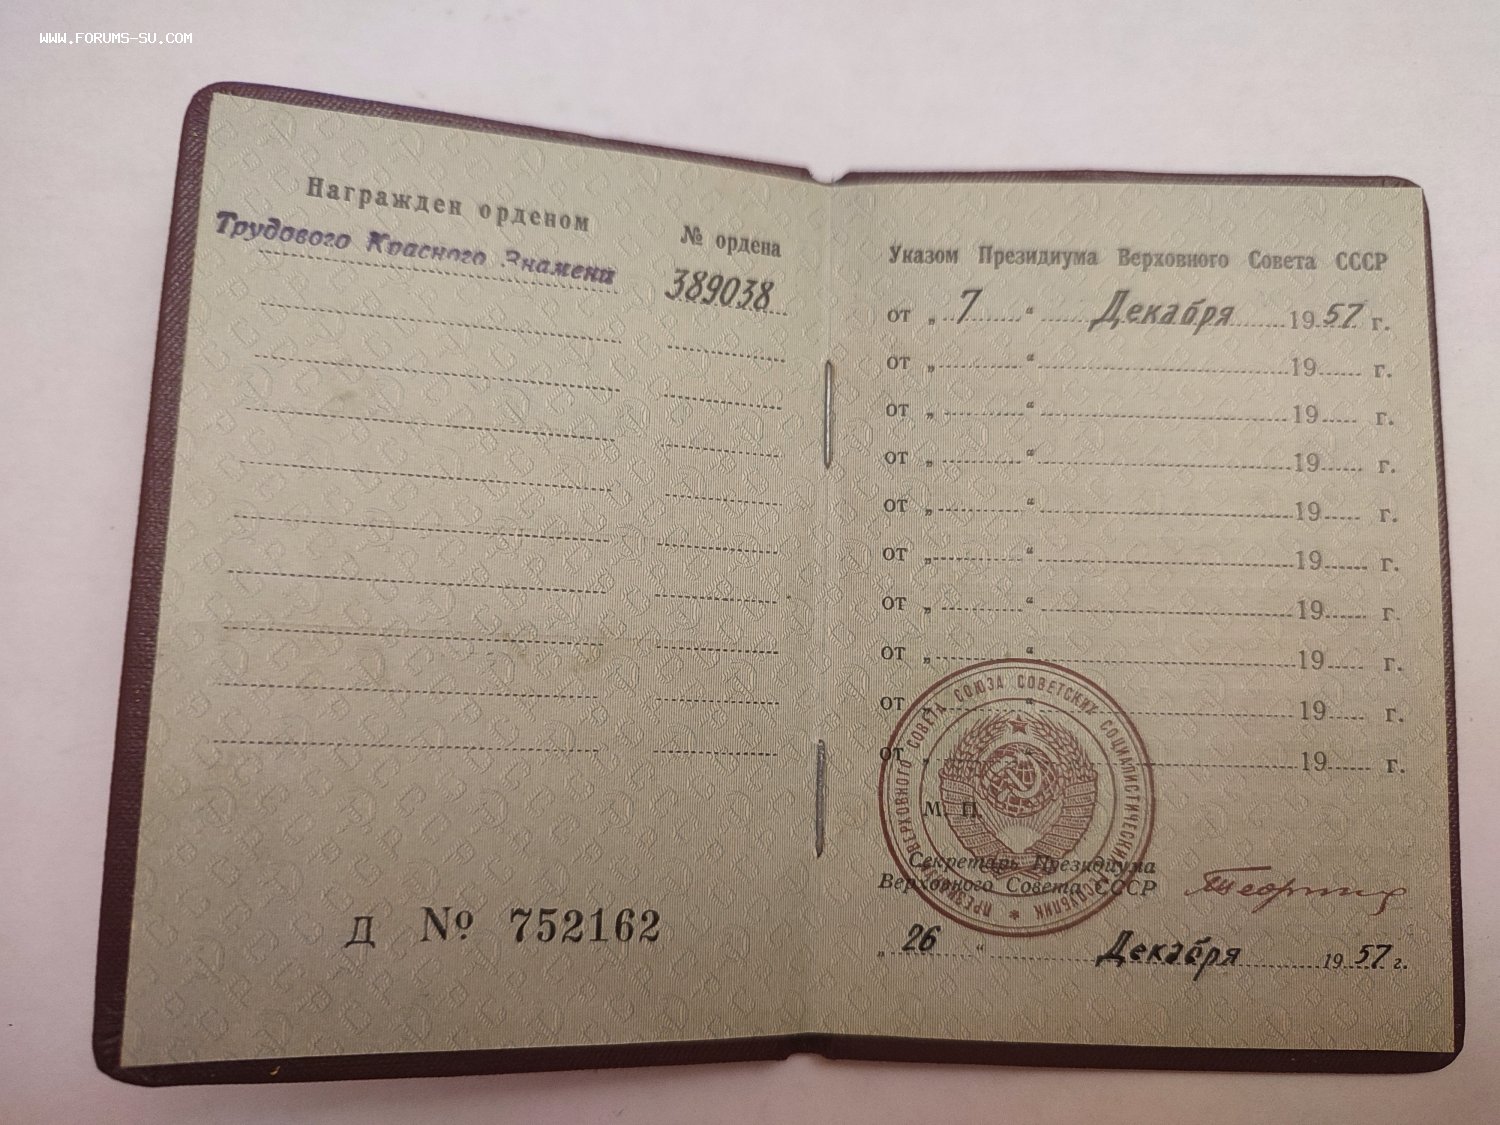 WWW.FORUMS-SU.COM
Награжден орденом
№ ордена
Трудового Красного Знамени
389038
Д № 752162
Указом Президиума Верховного Совета СССР
от „ 7 “ Декабря 1957 г.
от „ “ 19 г.
от „ “ 19 г.
от „ “ 19 г.
от „ “ 19 г.
от „ “ 19 г.
от „ “ 19 г.
от „ “ 19 г.
от „ “ 19 г.
от „ “ 19 г.
ПРЕЗИДИУМ ВЕРХОВНОГО СОВЕТА СОЮЗА СОВЕТСКИХ СОЦИАЛИСТИЧЕСКИХ РЕСПУБЛИК
М. П.
Секретарь Президиума
Верховного Совета СССР
„ 26 “ Декабря 1957 г.